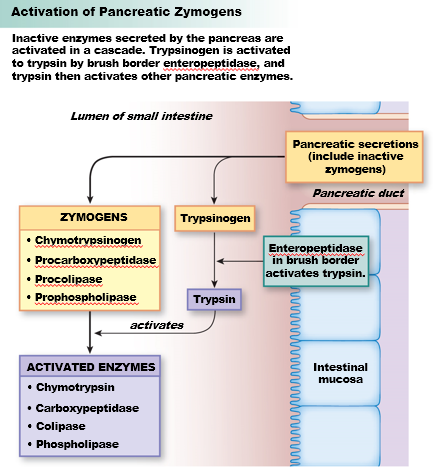 Activation of Pancreatic Zymogens
Inactive enzymes secreted by the pancreas are
activated in a cascade. Trypsinogen is activated
to trypsin by brush border enteropeptidase, and
trypsin then activates other pancreatic enzymes.
Lumen of small intestine
Pancreatic secretions
(include inactive
zymogens)
Pancreatic duct
ZYMOGENS
• Chymotrypsinogen
• Procarboxypeptidase
• Procolipase
• Prophospholipase
Trypsinogen
Enteropeptidase
in brush border
activates trypsin.
Trypsin
activates
ACTIVATED ENZYMES
• Chymotrypsin
• Carboxypeptidase
• Colipase
• Phospholipase
Intestinal
mucosa